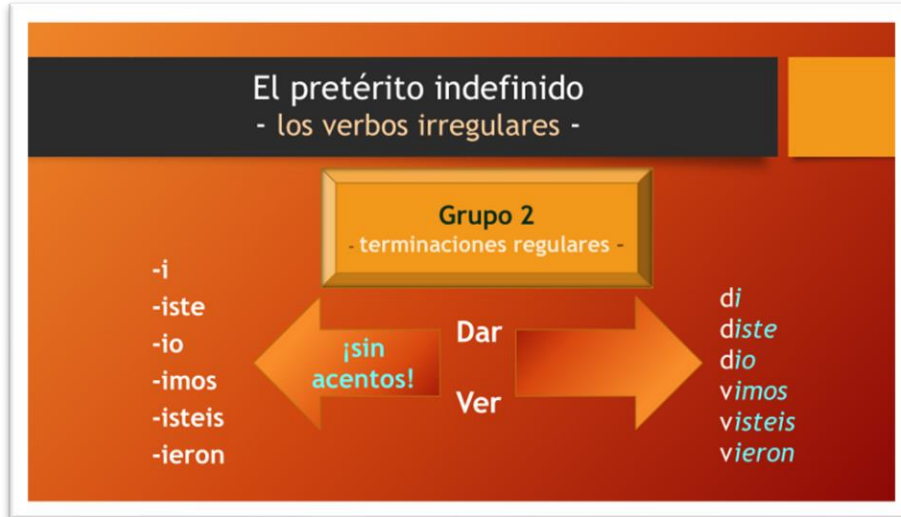 El pretérito indefinido
- los verbos irregulares -
Grupo 2
- terminaciones regulares -
-i
-iste
-io
-imos
-isteis
-ieron
¡sin
acentos!
Dar
Ver
di
diste
dio
vimos
visteis
vieron